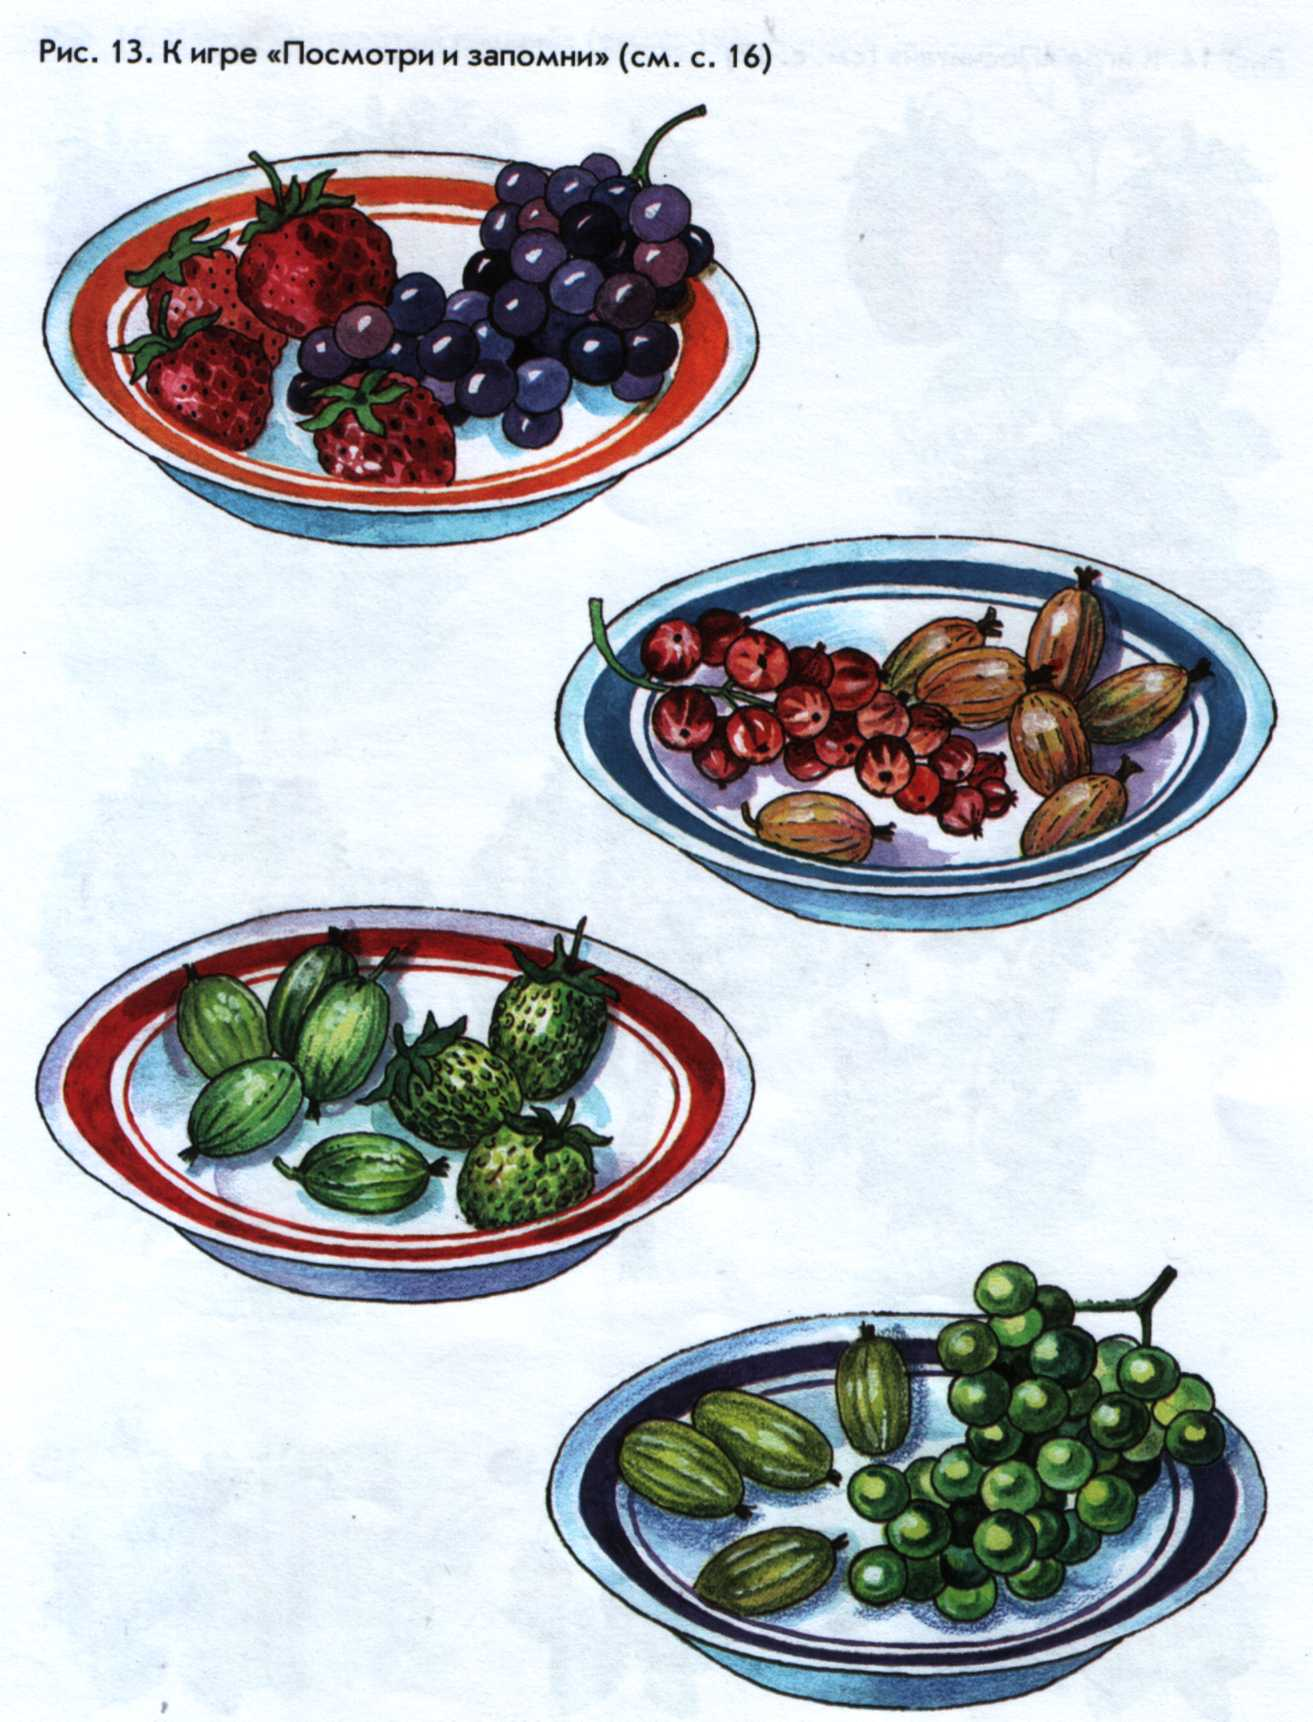 Рис. 13. К игре «Посмотри и запомни» (см. с. 16)